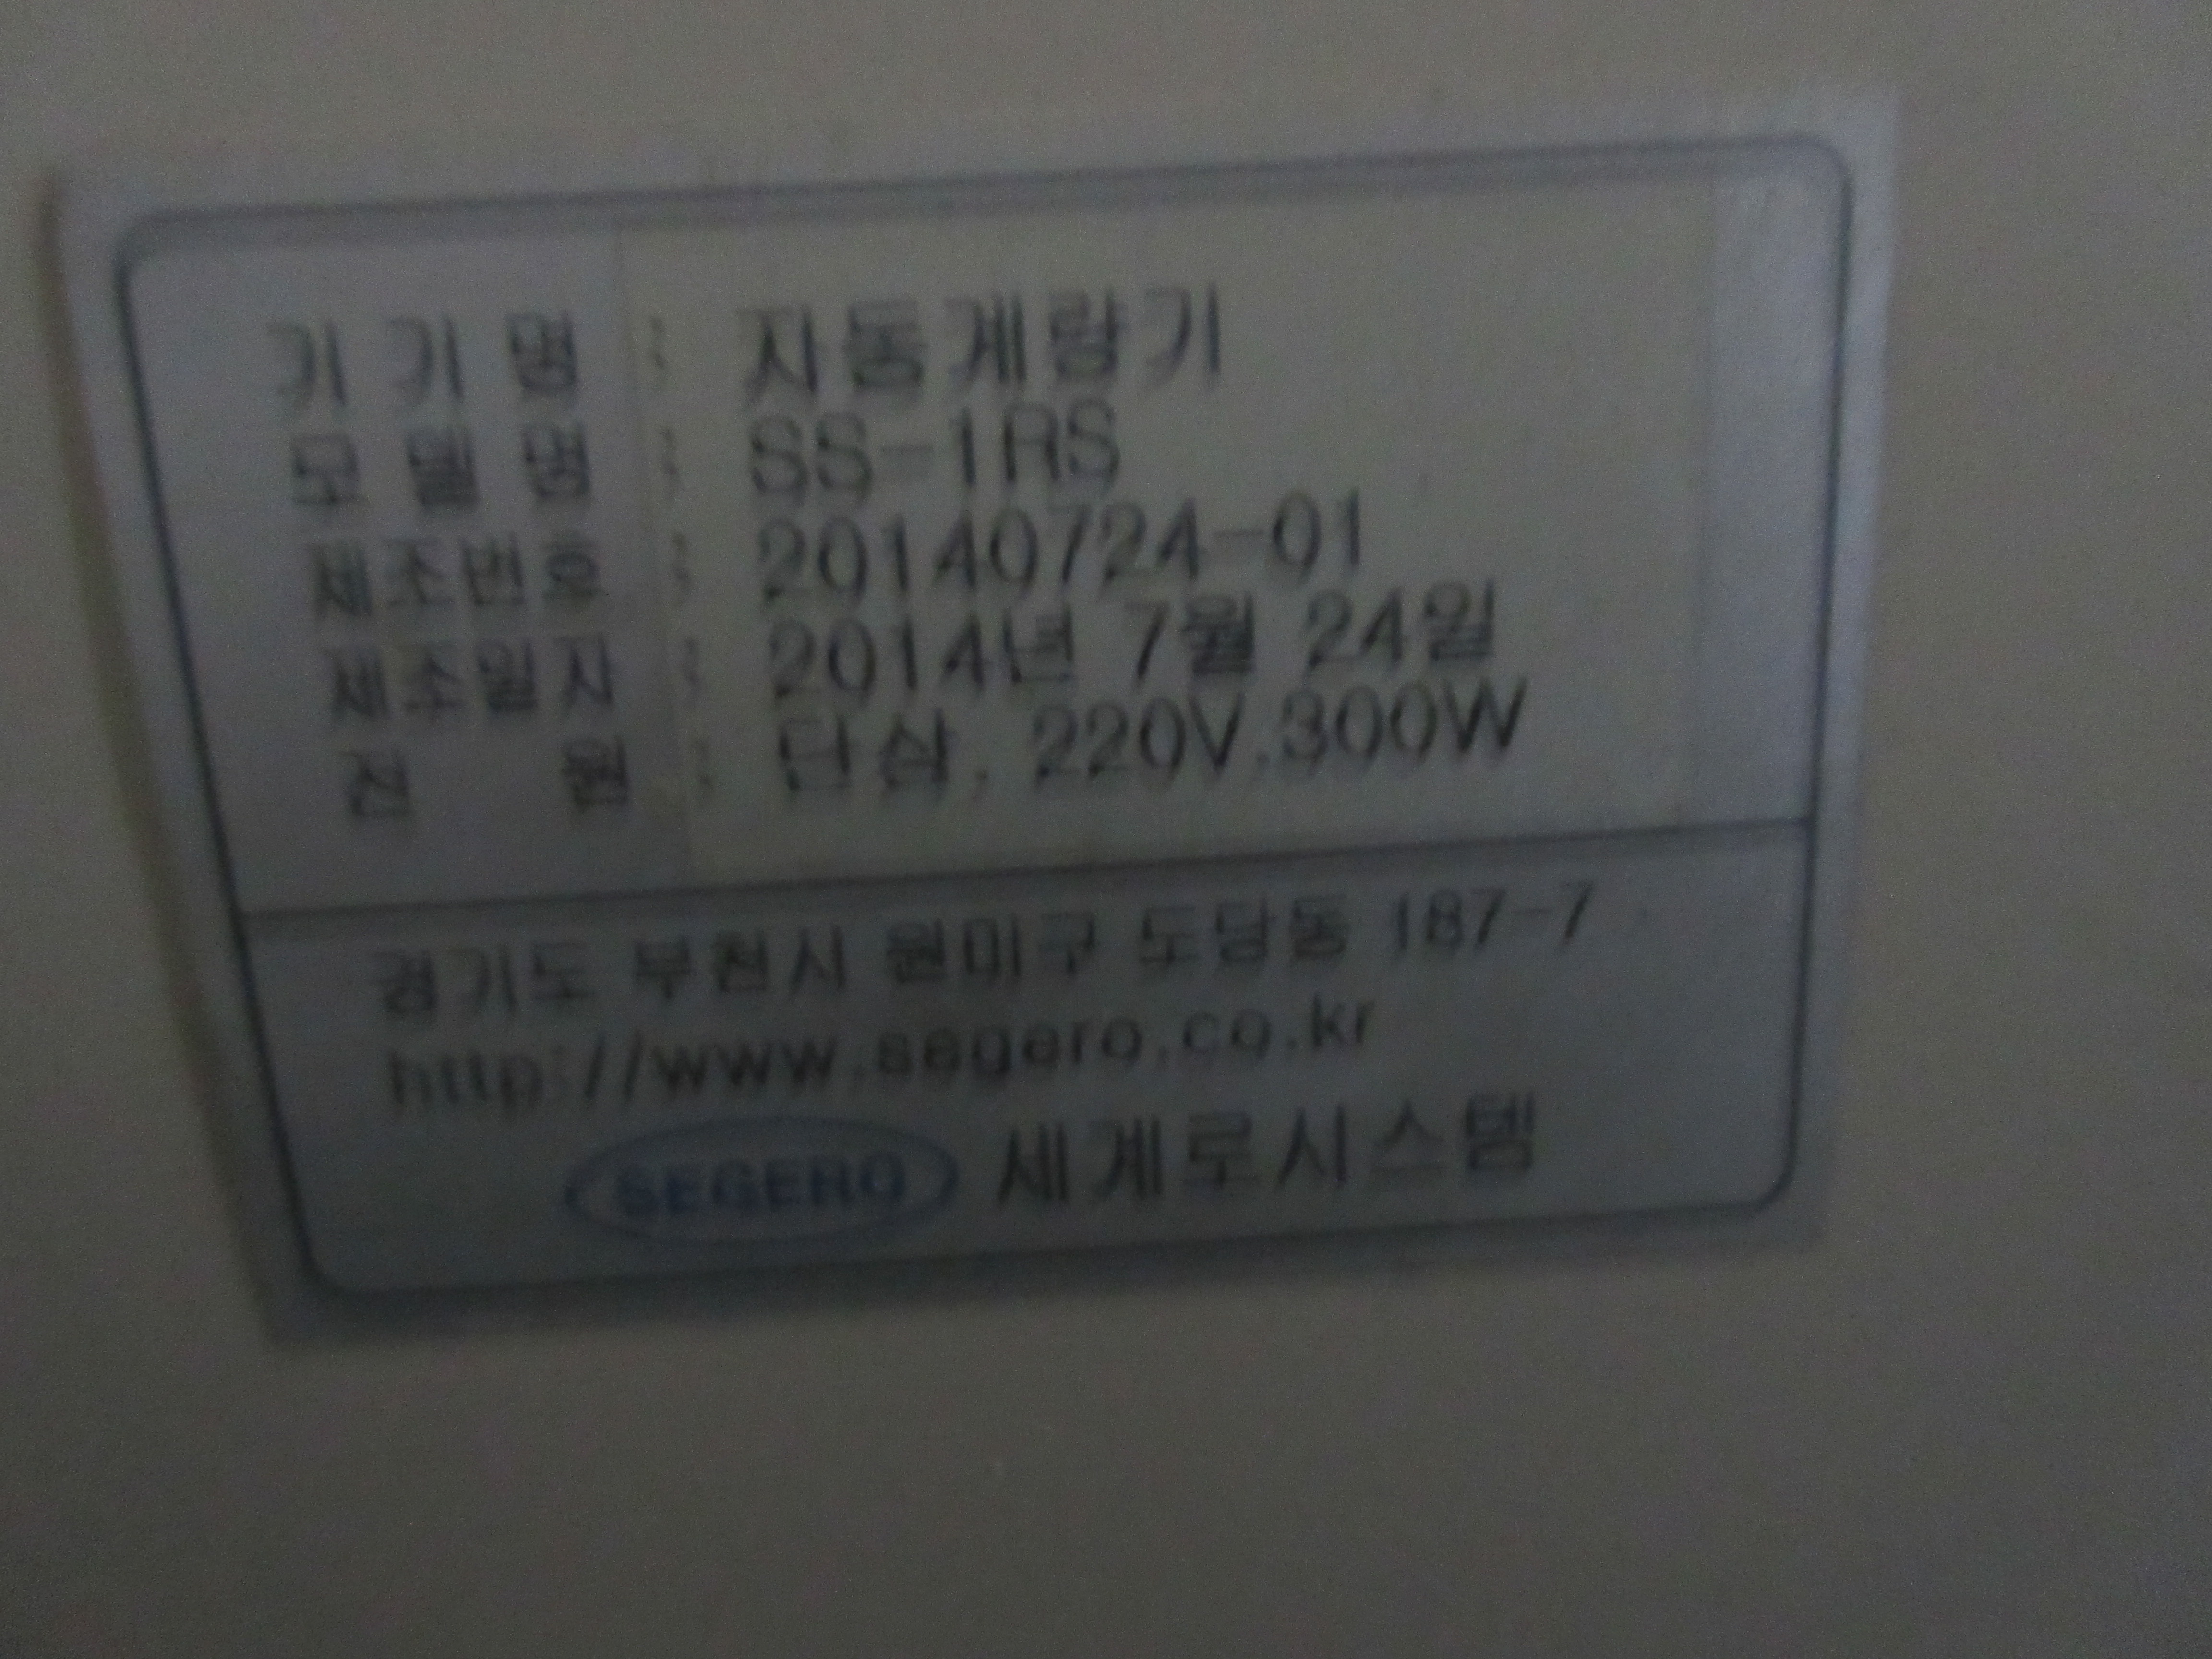 기 기 명 : 자동계량기
모 델 명 : SS-1RS
제조번호 : 20140724-01
제조일자 : 2014년 7월 24일
전 원 : 단상, 220V.300W
경기도 부천시 원미구 도당동 187-7
http://www.segero.co.kr
SEGERO 세계로시스템